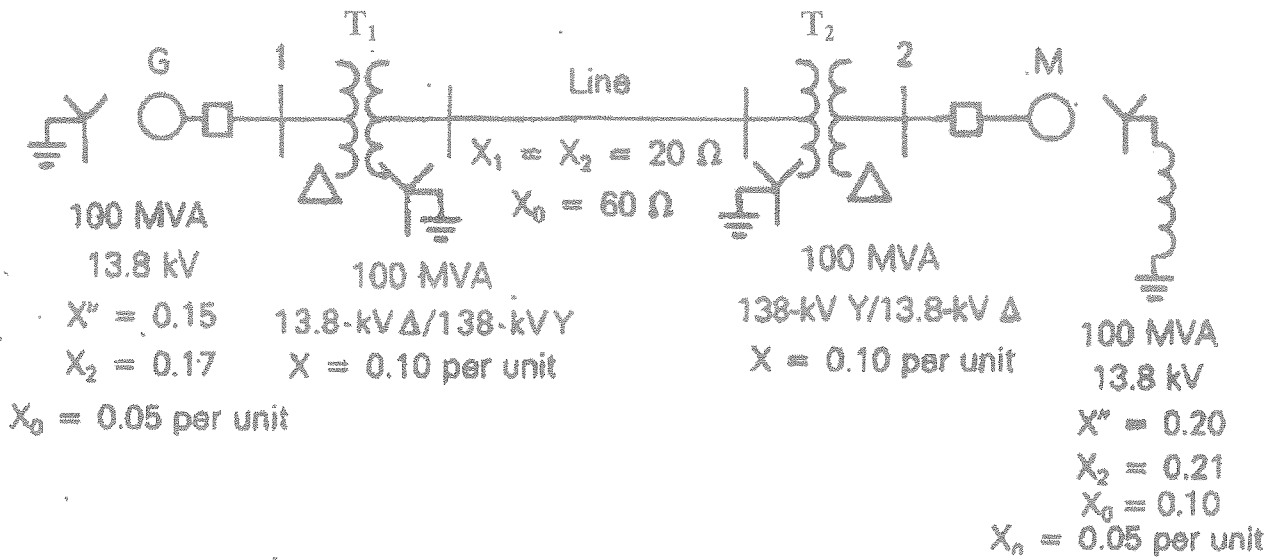 T₁
T₂
G
1
Line
2
M
X₁ = X₂ = 20 Ω
X₀ = 60 Ω
100 MVA
13.8 kV
X" = 0.15
X₂ = 0.17
X₀ = 0.05 per unit
100 MVA
13.8-kV Δ/138-kV Y
X = 0.10 per unit
100 MVA
138-kV Y/13.8-kV Δ
X = 0.10 per unit
100 MVA
13.8 kV
X" = 0.20
X₂ = 0.21
X₀ = 0.10
Xₙ = 0.05 per unit